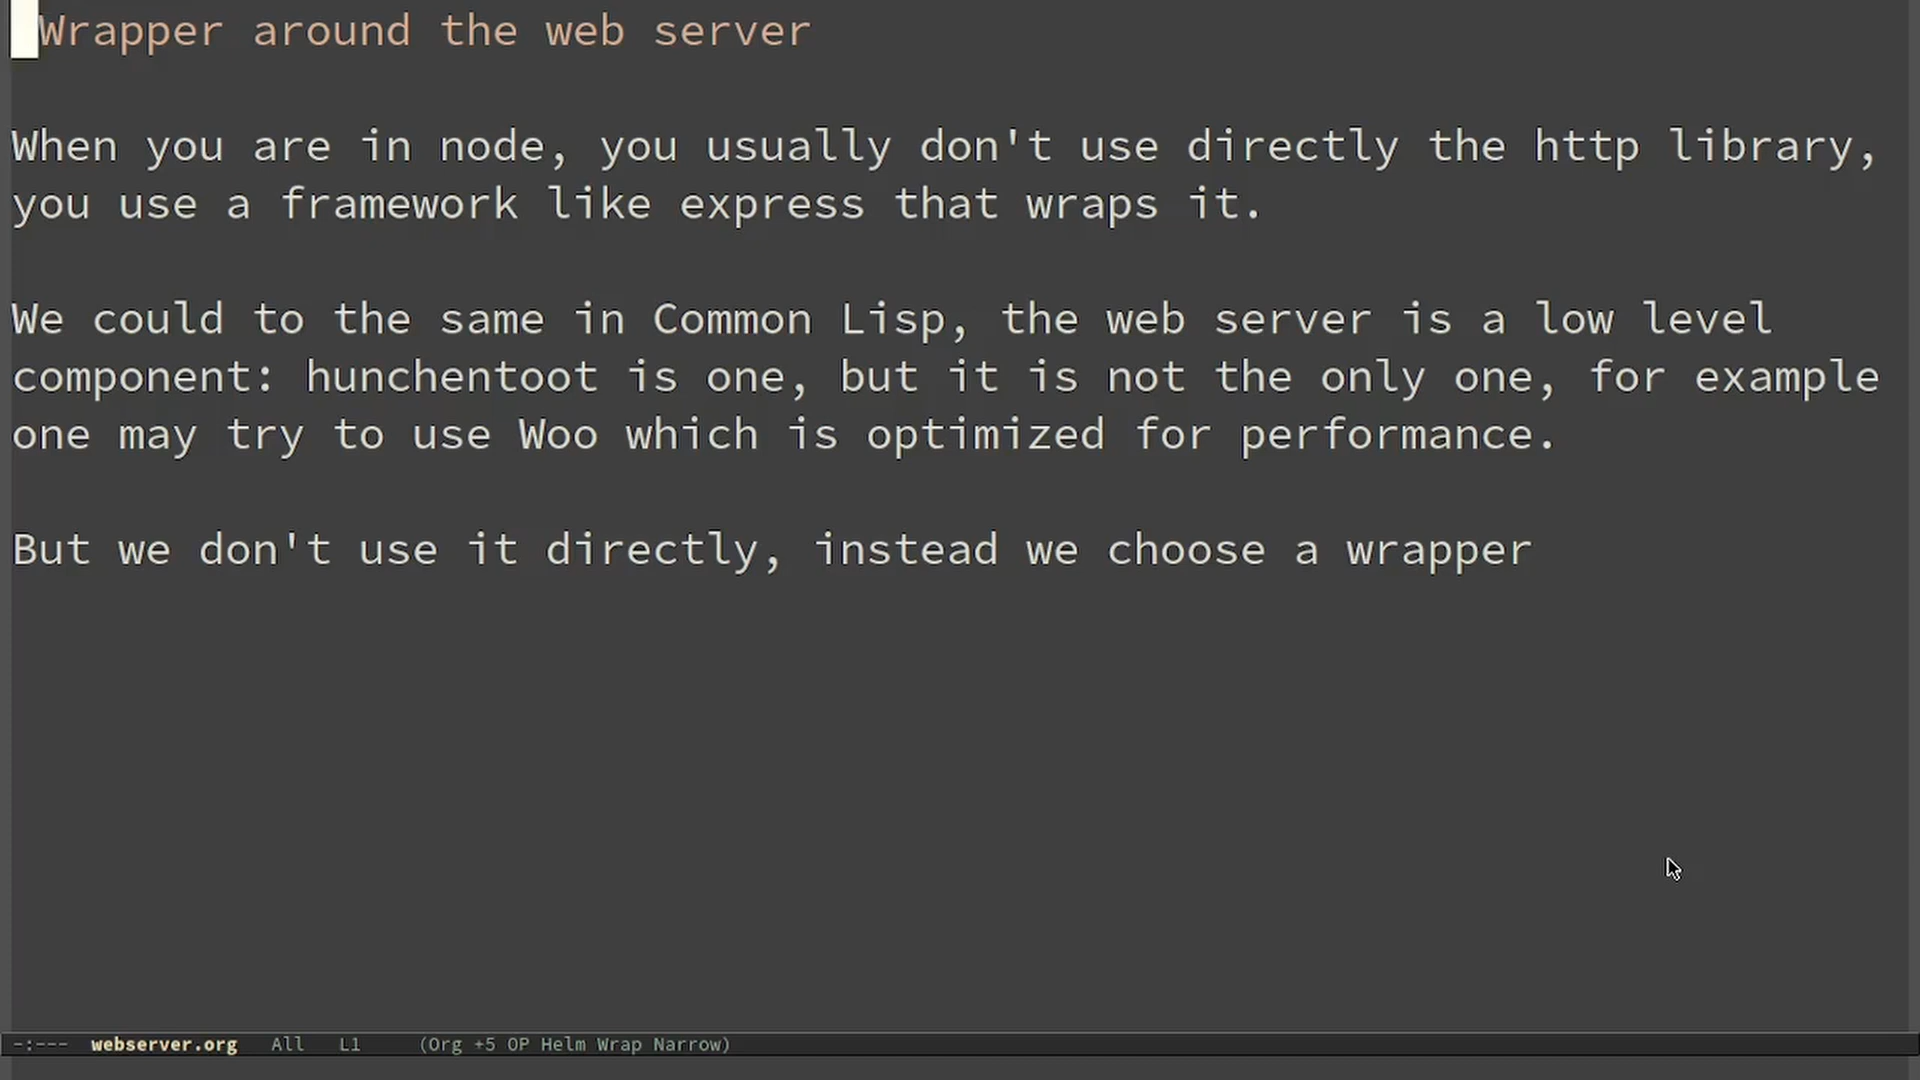 Wrapper around the web server
When you are in node, you usually don't use directly the http library,
you use a framework like express that wraps it.
We could to the same in Common Lisp, the web server is a low level
component: hunchentoot is one, but it is not the only one, for example
one may try to use Woo which is optimized for performance.
But we don't use it directly, instead we choose a wrapper
-:--- webserver.org All L1 (Org +5 OP Helm Wrap Narrow)